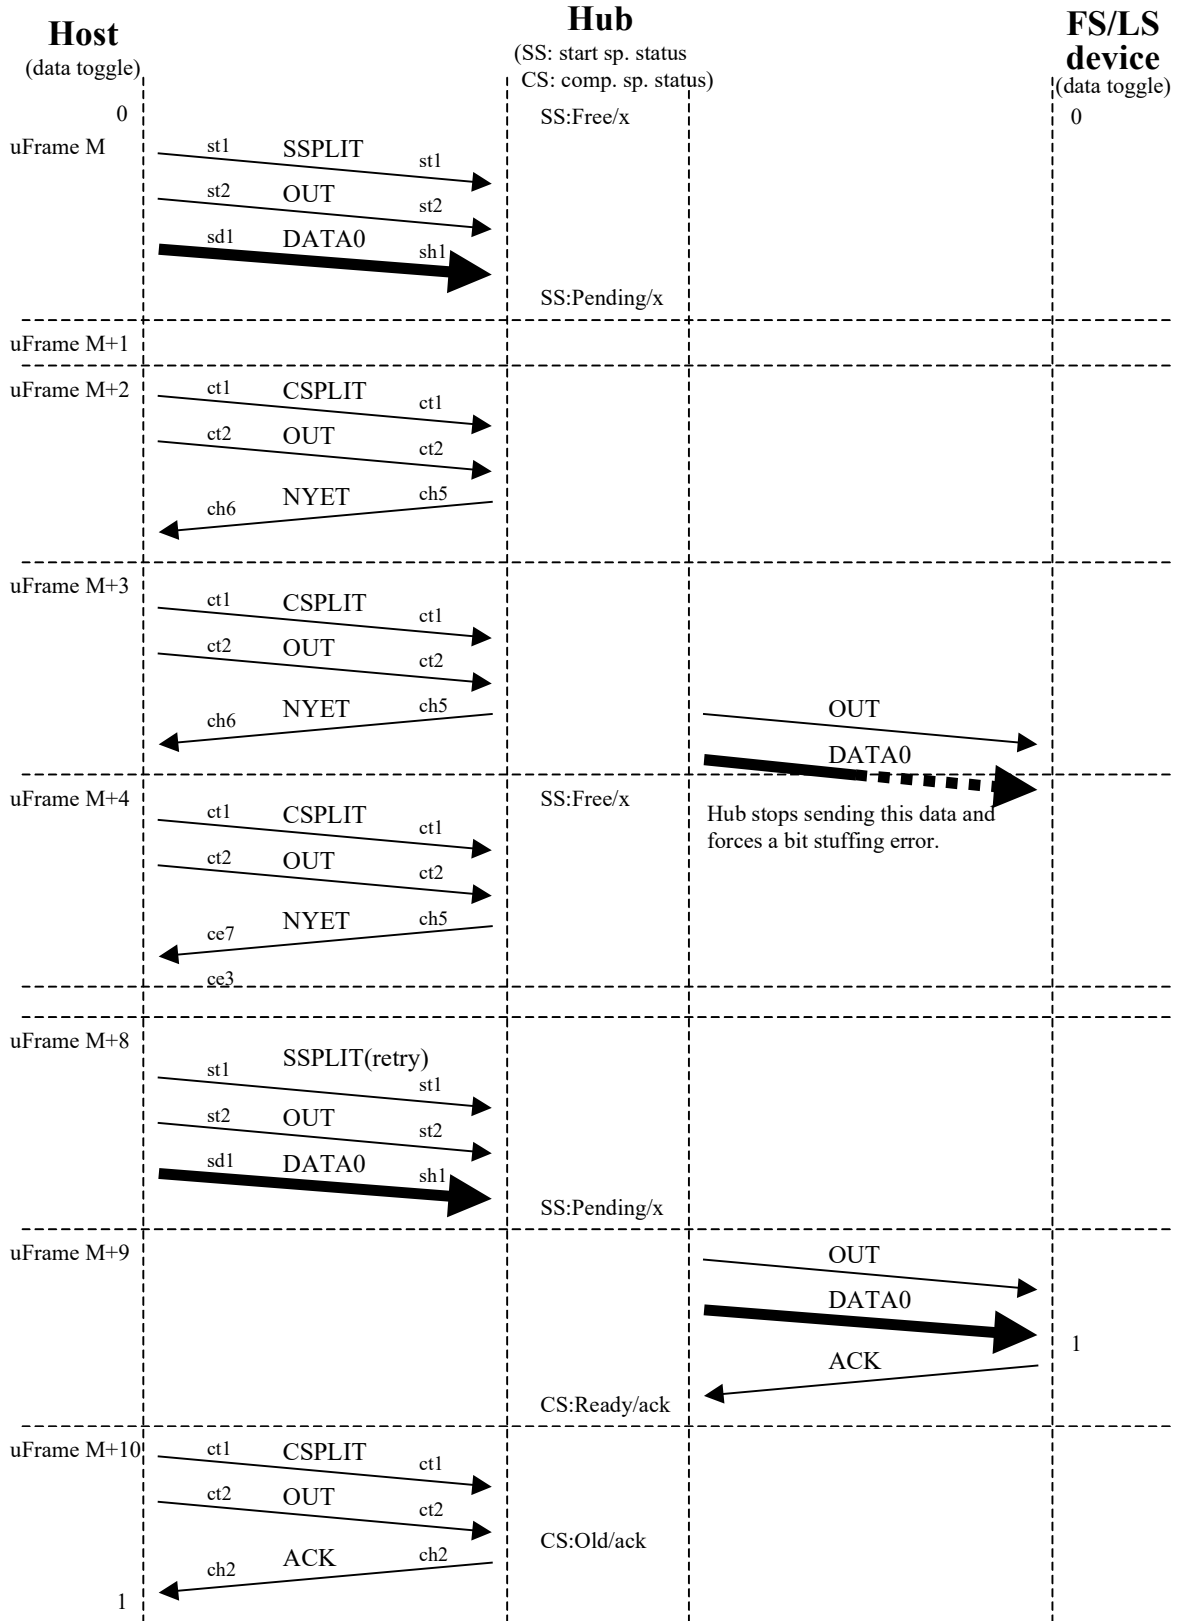 Host
(data toggle)
Hub
(SS: start sp. status
CS: comp. sp. status)
FS/LS
device
(data toggle)
0
SS:Free/x
0
uFrame M
st1 SSPLIT st1
st2 OUT st2
sd1 DATA0 sh1
SS:Pending/x
uFrame M+1
uFrame M+2
ct1 CSPLIT ct1
ct2 OUT ct2
ch6 NYET ch5
uFrame M+3
ct1 CSPLIT ct1
ct2 OUT ct2
ch6 NYET ch5
OUT
DATA0
uFrame M+4
SS:Free/x
Hub stops sending this data and
forces a bit stuffing error.
ct1 CSPLIT ct1
ct2 OUT ct2
ce7 NYET ch5
ce3
uFrame M+8
SSPLIT(retry)
st1 st1
st2 OUT st2
sd1 DATA0 sh1
SS:Pending/x
uFrame M+9
OUT
DATA0
1
ACK
CS:Ready/ack
uFrame M+10
ct1 CSPLIT ct1
ct2 OUT ct2
CS:Old/ack
ch2 ACK ch2
1